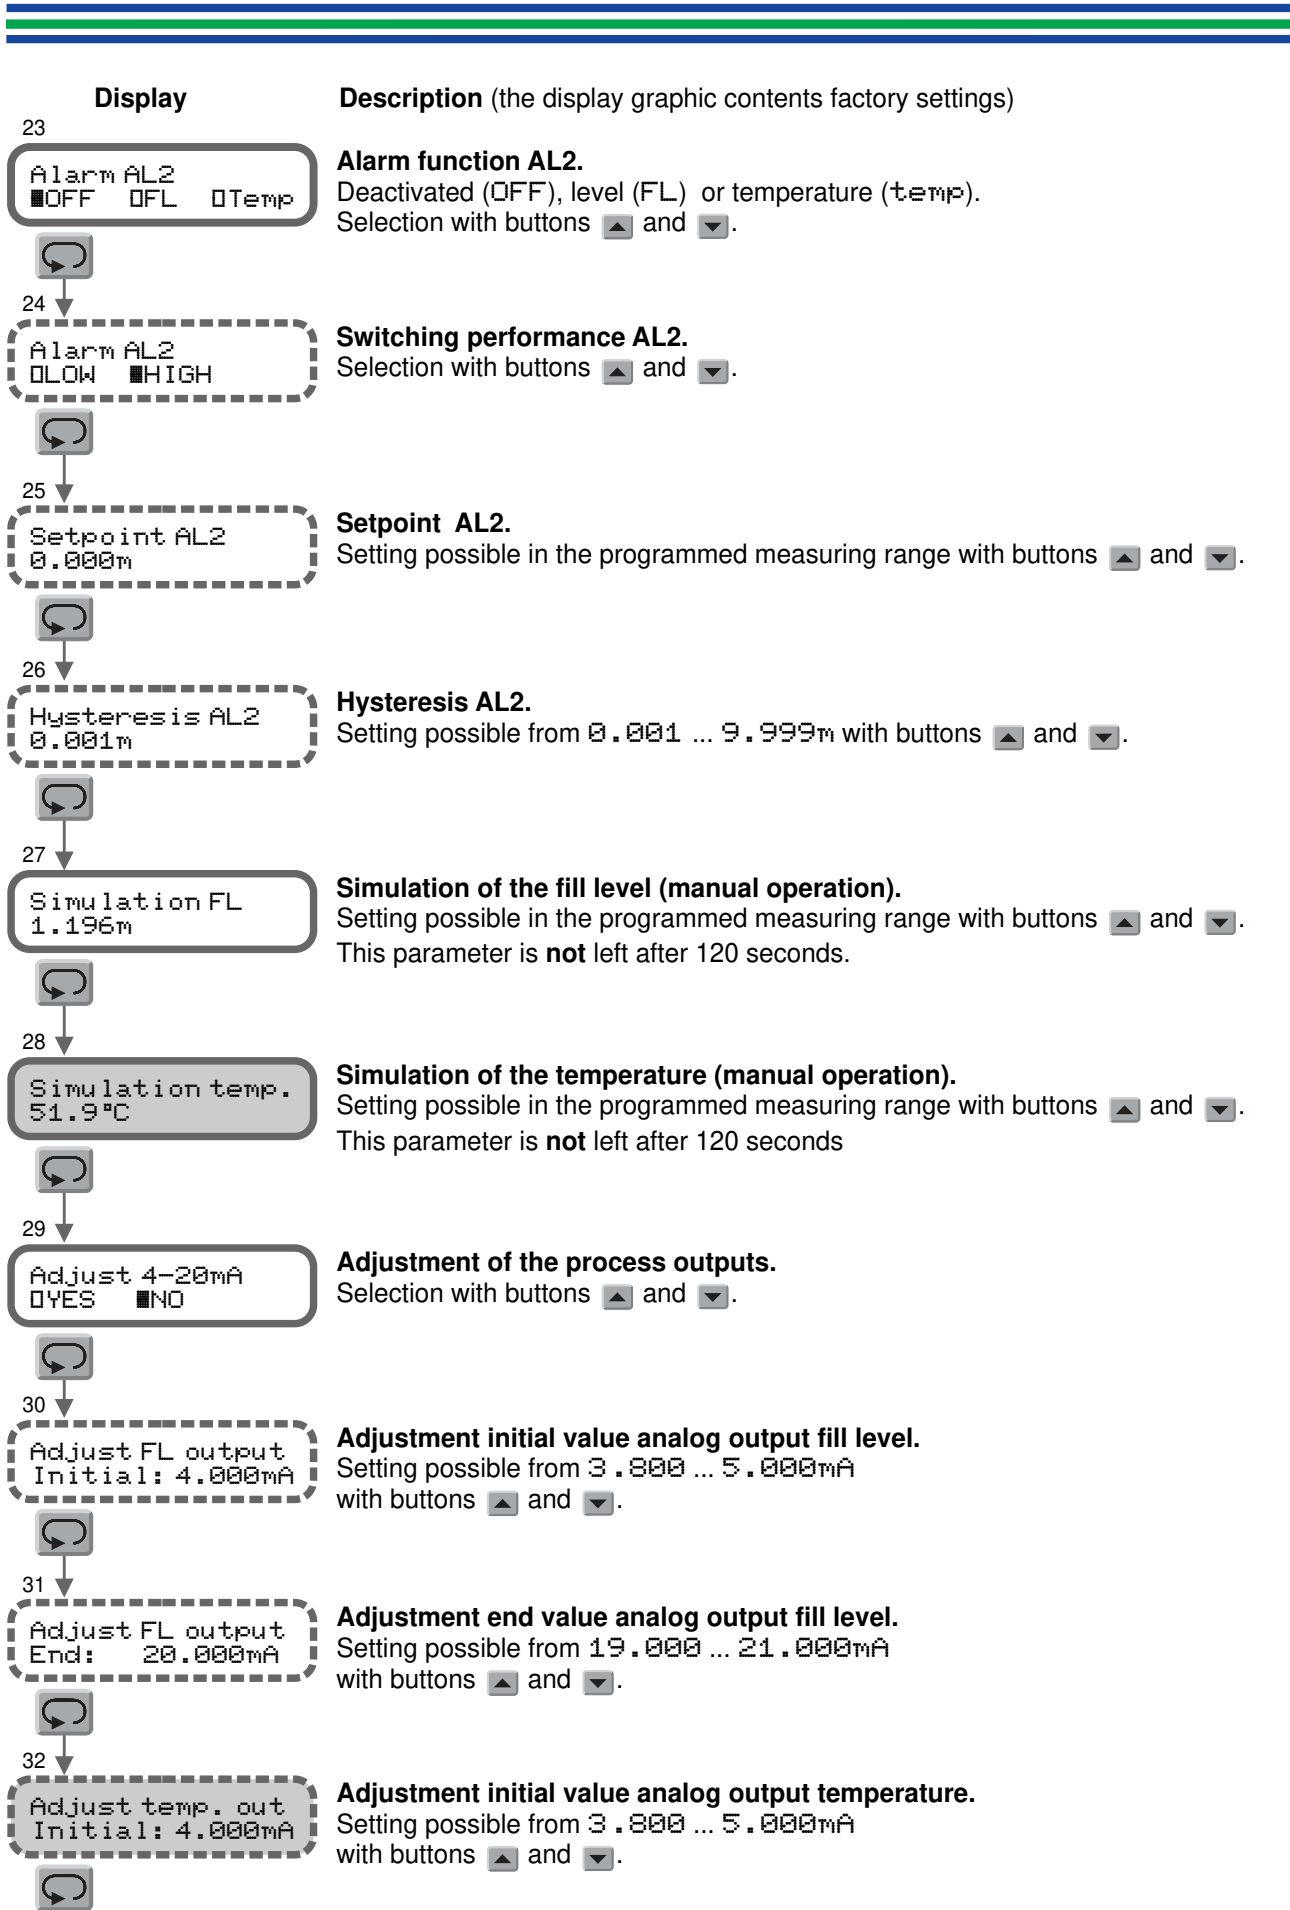 Display Description (the display graphic contents factory settings)
23
Alarm AL2
OFF FL Temp
Alarm function AL2.
Deactivated (OFF), level (FL) or temperature (temp).
Selection with buttons and .
24
Alarm AL2
LOW HIGH
Switching performance AL2.
Selection with buttons and .
25
Setpoint AL2
0.000m
Setpoint AL2.
Setting possible in the programmed measuring range with buttons and .
26
Hysteresis AL2
0.001m
Hysteresis AL2.
Setting possible from 0.001 ... 9.999m with buttons and .
27
Simulation FL
1.196m
Simulation of the fill level (manual operation).
Setting possible in the programmed measuring range with buttons and .
This parameter is not left after 120 seconds.
28
Simulation temp.
51.9°C
Simulation of the temperature (manual operation).
Setting possible in the programmed measuring range with buttons and .
This parameter is not left after 120 seconds
29
Adjust 4-20mA
YES NO
Adjustment of the process outputs.
Selection with buttons and .
30
Adjust FL output
Initial: 4.000mA
Adjustment initial value analog output fill level.
Setting possible from 3.800 ... 5.000mA
with buttons and .
31
Adjust FL output
End: 20.000mA
Adjustment end value analog output fill level.
Setting possible from 19.000 ... 21.000mA
with buttons and .
32
Adjust temp. out
Initial: 4.000mA
Adjustment initial value analog output temperature.
Setting possible from 3.800 ... 5.000mA
with buttons and .